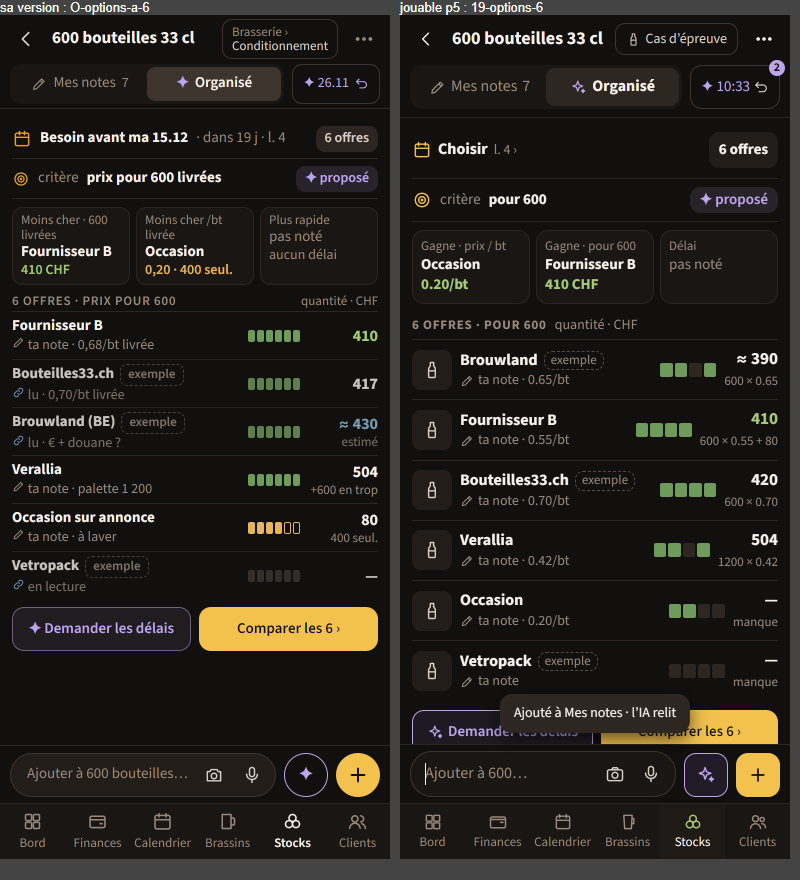 sa version : O-options-a-6
600 bouteilles 33 cl
Brasserie ›
Conditionnement
Mes notes 7
Organisé
26.11
Besoin avant ma 15.12 · dans 19 j · l. 4
6 offres
critère prix pour 600 livrées
proposé
Moins cher · 600
livrées
Fournisseur B
410 CHF
Moins cher /bt
livrée
Occasion
0,20 · 400 seul.
Plus rapide
pas noté
aucun délai
6 OFFRES · PRIX POUR 600
quantité · CHF
Fournisseur B
ta note · 0,68/bt livrée
410
Bouteilles33.ch exemple
lu · 0,70/bt livrée
417
Brouwland (BE) exemple
lu · € + douane ?
≈ 430
estimé
Verallia
ta note · palette 1 200
504
+600 en trop
Occasion sur annonce
ta note · à laver
80
400 seul.
Vetropack exemple
en lecture
—
Demander les délais
Comparer les 6 ›
Ajouter à 600 bouteilles…
Bord
Finances
Calendrier
Brassins
Stocks
Clients
jouable p5 : 19-options-6
600 bouteilles 33 cl
Cas d’épreuve
Mes notes 7
Organisé
10:33
2
Choisir l. 4 ›
6 offres
critère pour 600
proposé
Gagne · prix / bt
Occasion
0.20/bt
Gagne · pour 600
Fournisseur B
410 CHF
Délai
pas noté
6 OFFRES · POUR 600 quantité · CHF
Brouwland exemple
ta note · 0.65/bt
≈ 390
600 × 0.65
Fournisseur B
ta note · 0.55/bt
410
600 × 0.55 + 80
Bouteilles33.ch exemple
ta note · 0.70/bt
420
600 × 0.70
Verallia
ta note · 0.42/bt
504
1200 × 0.42
Occasion
ta note · 0.20/bt
—
manque
Vetropack exemple
ta note
—
manque
Ajouté à Mes notes · l’IA relit
Demander les délais
Comparer les 6 ›
Ajouter à 600…
Bord
Finances
Calendrier
Brassins
Stocks
Clients